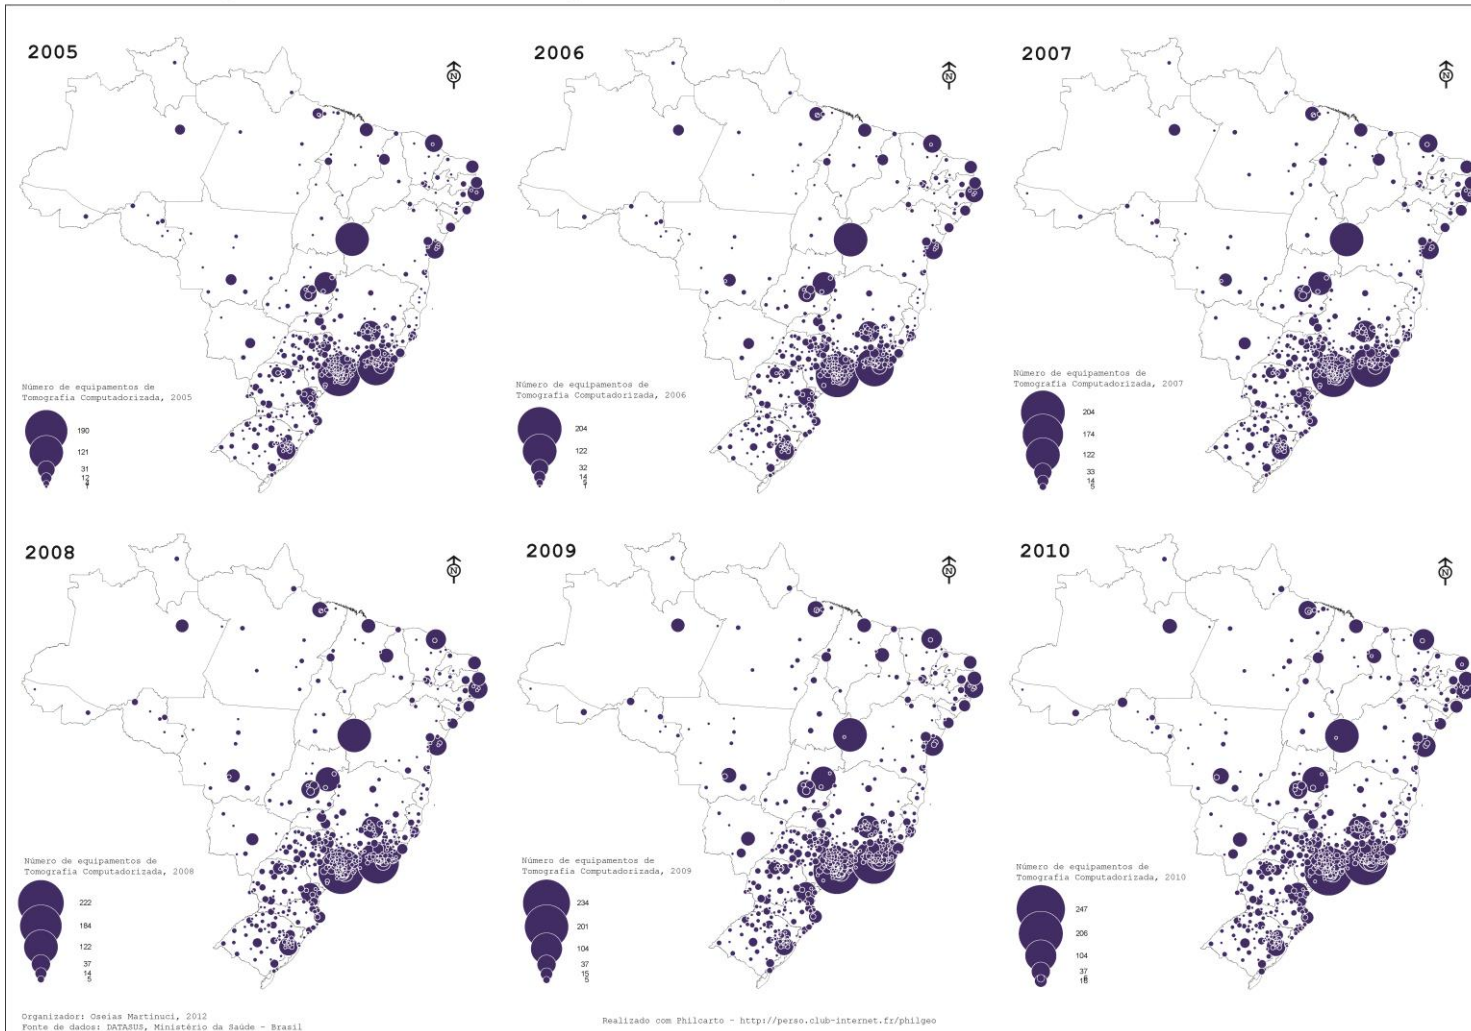 2005
2006
2007
N
N
N
Número de equipamentos de
Tomografia Computadorizada, 2005
190
121
31
12
1
Número de equipamentos de
Tomografia Computadorizada, 2006
204
122
32
14
1
Número de equipamentos de
Tomografia Computadorizada, 2007
204
174
122
33
14
5
2008
2009
2010
N
N
N
Número de equipamentos de
Tomografia Computadorizada, 2008
222
184
122
37
14
5
Número de equipamentos de
Tomografia Computadorizada, 2009
234
201
104
37
15
5
Número de equipamentos de
Tomografia Computadorizada, 2010
247
206
104
37
Organizador: Oseias Martinuci, 2012
Fonte de dados: DATASUS, Ministério da Saúde - Brasil
Realizado com Philcarto - http://perso.club-internet.fr/philgeo